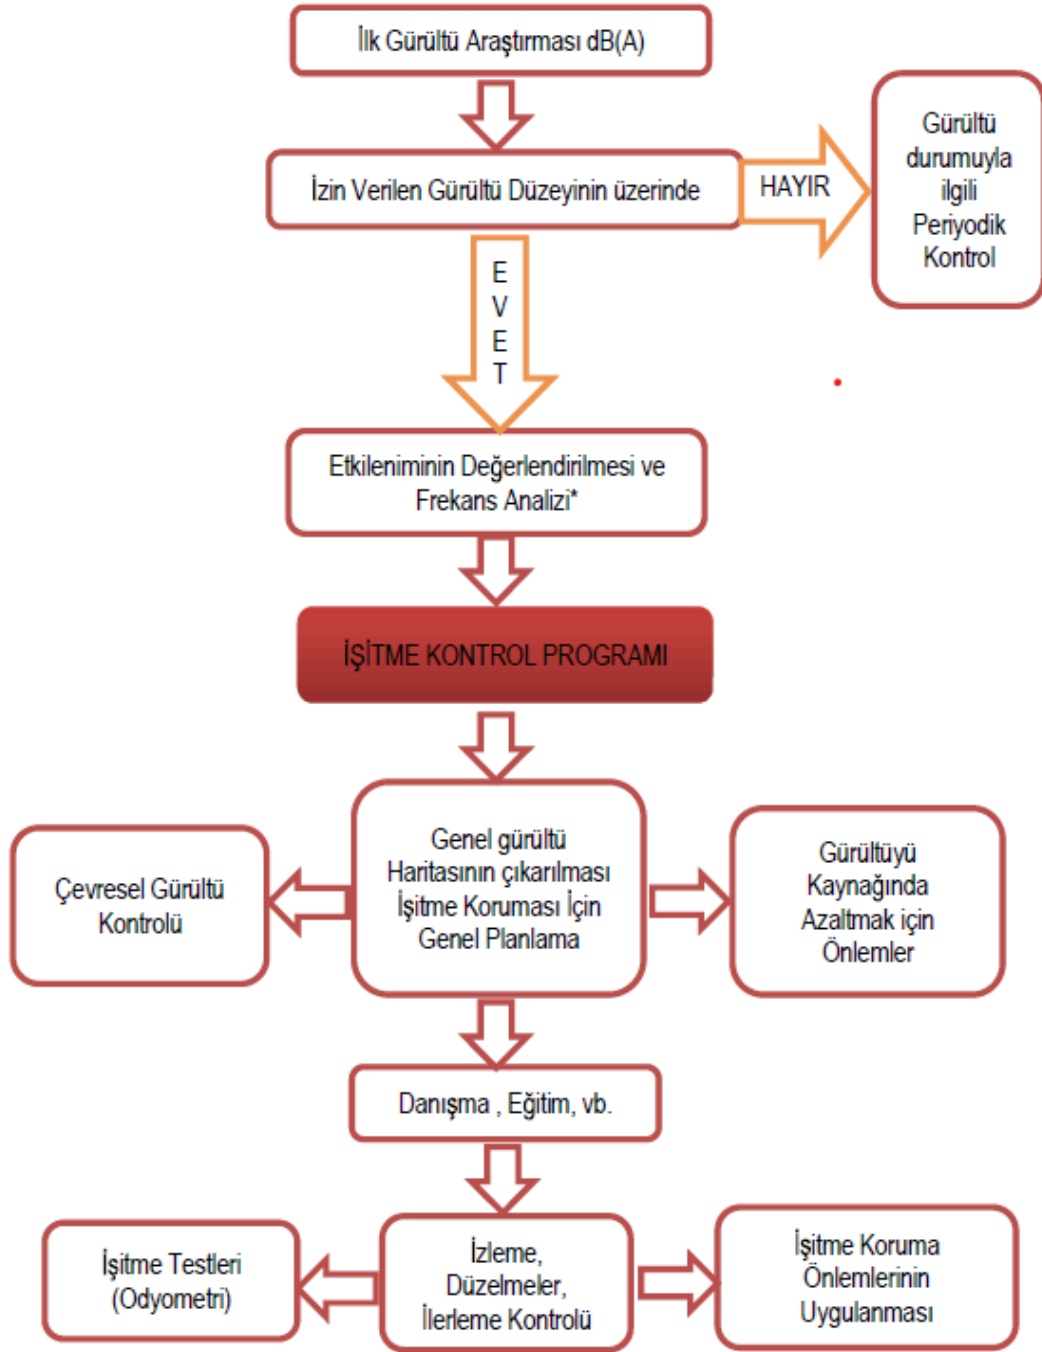 İlk Gürültü Araştırması dB(A)
İzin Verilen Gürültü Düzeyinin üzerinde
HAYIR
Gürültü
durumuyla
ilgili
Periyodik
Kontrol
E
V
E
T
Etkileniminin Değerlendirilmesi ve
Frekans Analizi*
İŞİTME KONTROL PROGRAMI
Çevresel Gürültü
Kontrolü
Genel gürültü
Haritasının çıkarılması
İşitme Koruması İçin
Genel Planlama
Gürültüyü
Kaynağında
Azaltmak için
Önlemler
Danışma , Eğitim, vb.
İşitme Testleri
(Odyometri)
İzleme,
Düzelmeler,
İlerleme Kontrolü
İşitme Koruma
Önlemlerinin
Uygulanması